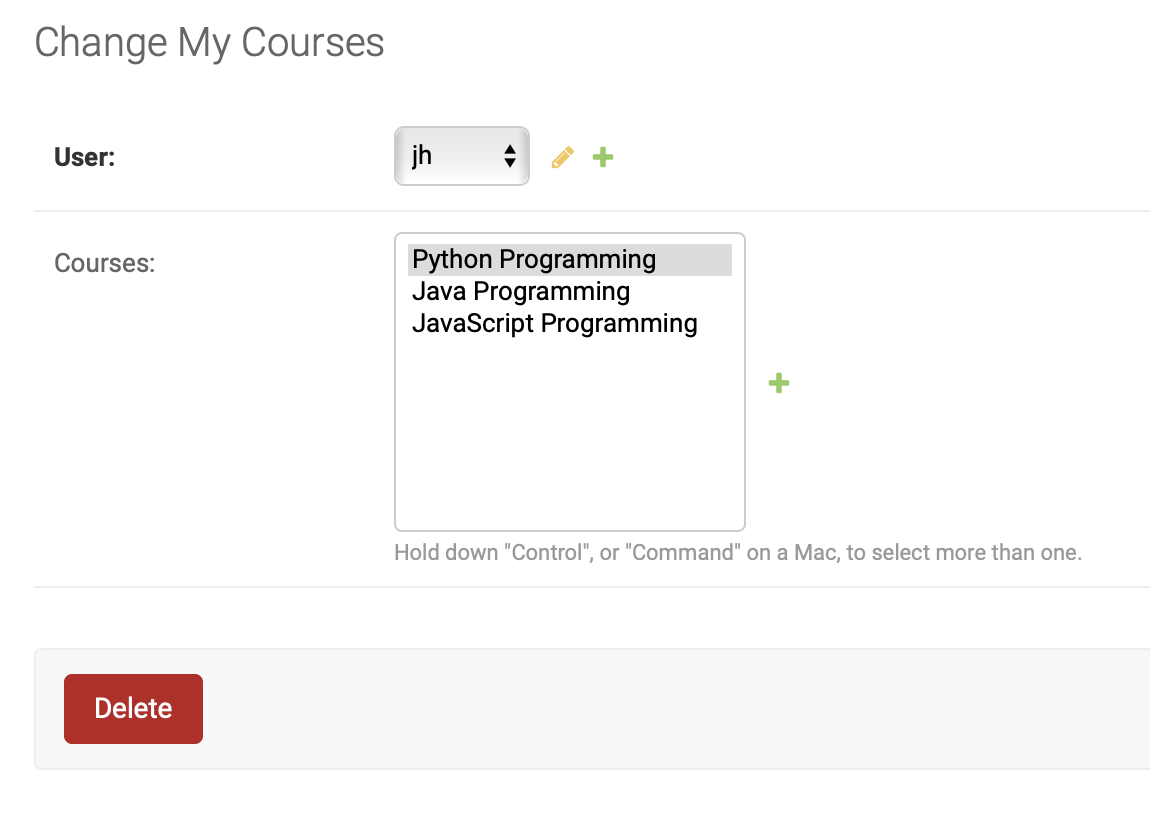 Change My Courses
User:
jh
Courses:
Python Programming
Java Programming
JavaScript Programming
Hold down "Control", or "Command" on a Mac, to select more than one.
Delete